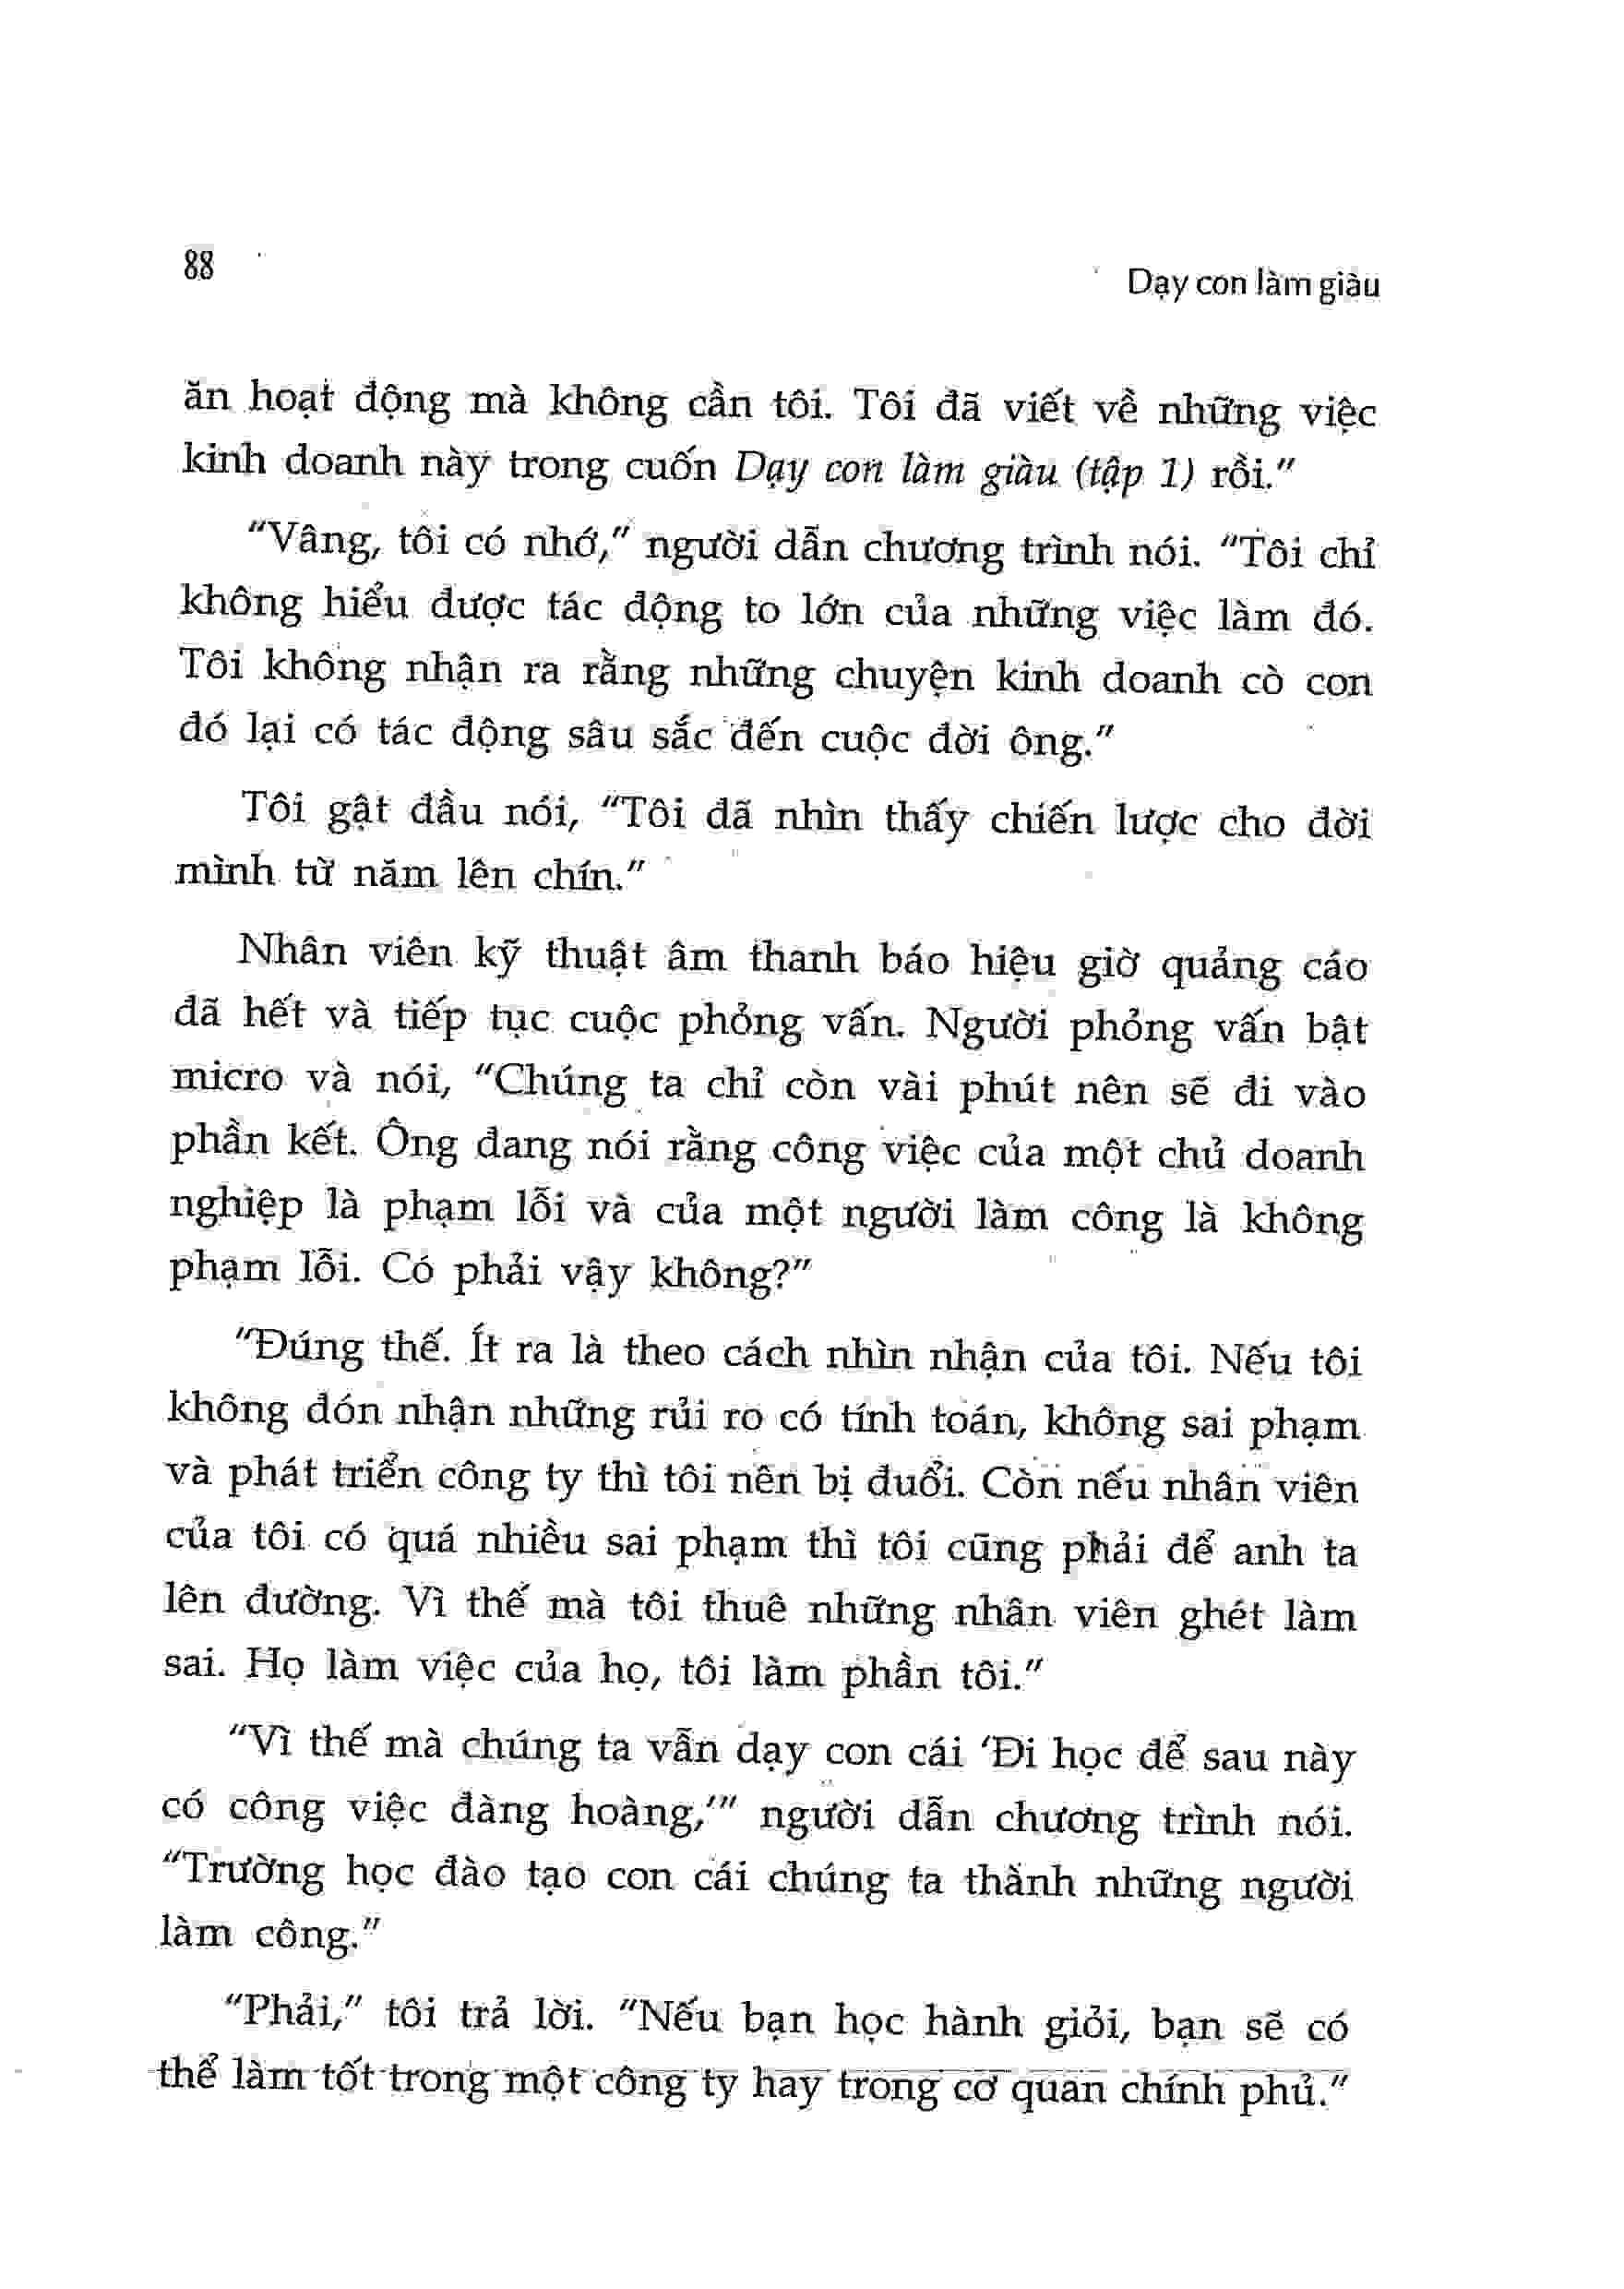 88
Dạy con làm giàu
ăn hoạt động mà không cần tôi. Tôi đã viết về những việc
kinh doanh này trong cuốn Dạy con làm giàu (tập 1) rồi."
"Vâng, tôi có nhớ," người dẫn chương trình nói. "Tôi chỉ
không hiểu được tác động to lớn của những việc làm đó.
Tôi không nhận ra rằng những chuyện kinh doanh cò con
đó lại có tác động sâu sắc đến cuộc đời ông."
Tôi gật đầu nói, "Tôi đã nhìn thấy chiến lược cho đời
mình từ năm lên chín."
Nhân viên kỹ thuật âm thanh báo hiệu giờ quảng cáo
đã hết và tiếp tục cuộc phỏng vấn. Người phỏng vấn bật
micro và nói, "Chúng ta chỉ còn vài phút nên sẽ đi vào
phần kết. Ông đang nói rằng công việc của một chủ doanh
nghiệp là phạm lỗi và của một người làm công là không
phạm lỗi. Có phải vậy không?"
"Đúng thế. Ít ra là theo cách nhìn nhận của tôi. Nếu tôi
không đón nhận những rủi ro có tính toán, không sai phạm
và phát triển công ty thì tôi nên bị đuổi. Còn nếu nhân viên
của tôi có quá nhiều sai phạm thì tôi cũng phải để anh ta
lên đường. Vì thế mà tôi thuê những nhân viên ghét làm
sai. Họ làm việc của họ, tôi làm phần tôi."
"Vì thế mà chúng ta vẫn dạy con cái 'Đi học để sau này
có công việc đàng hoàng,'" người dẫn chương trình nói.
"Trường học đào tạo con cái chúng ta thành những người
làm công."
"Phải," tôi trả lời. "Nếu bạn học hành giỏi, bạn sẽ có
thể làm tốt trong một công ty hay trong cơ quan chính phủ."